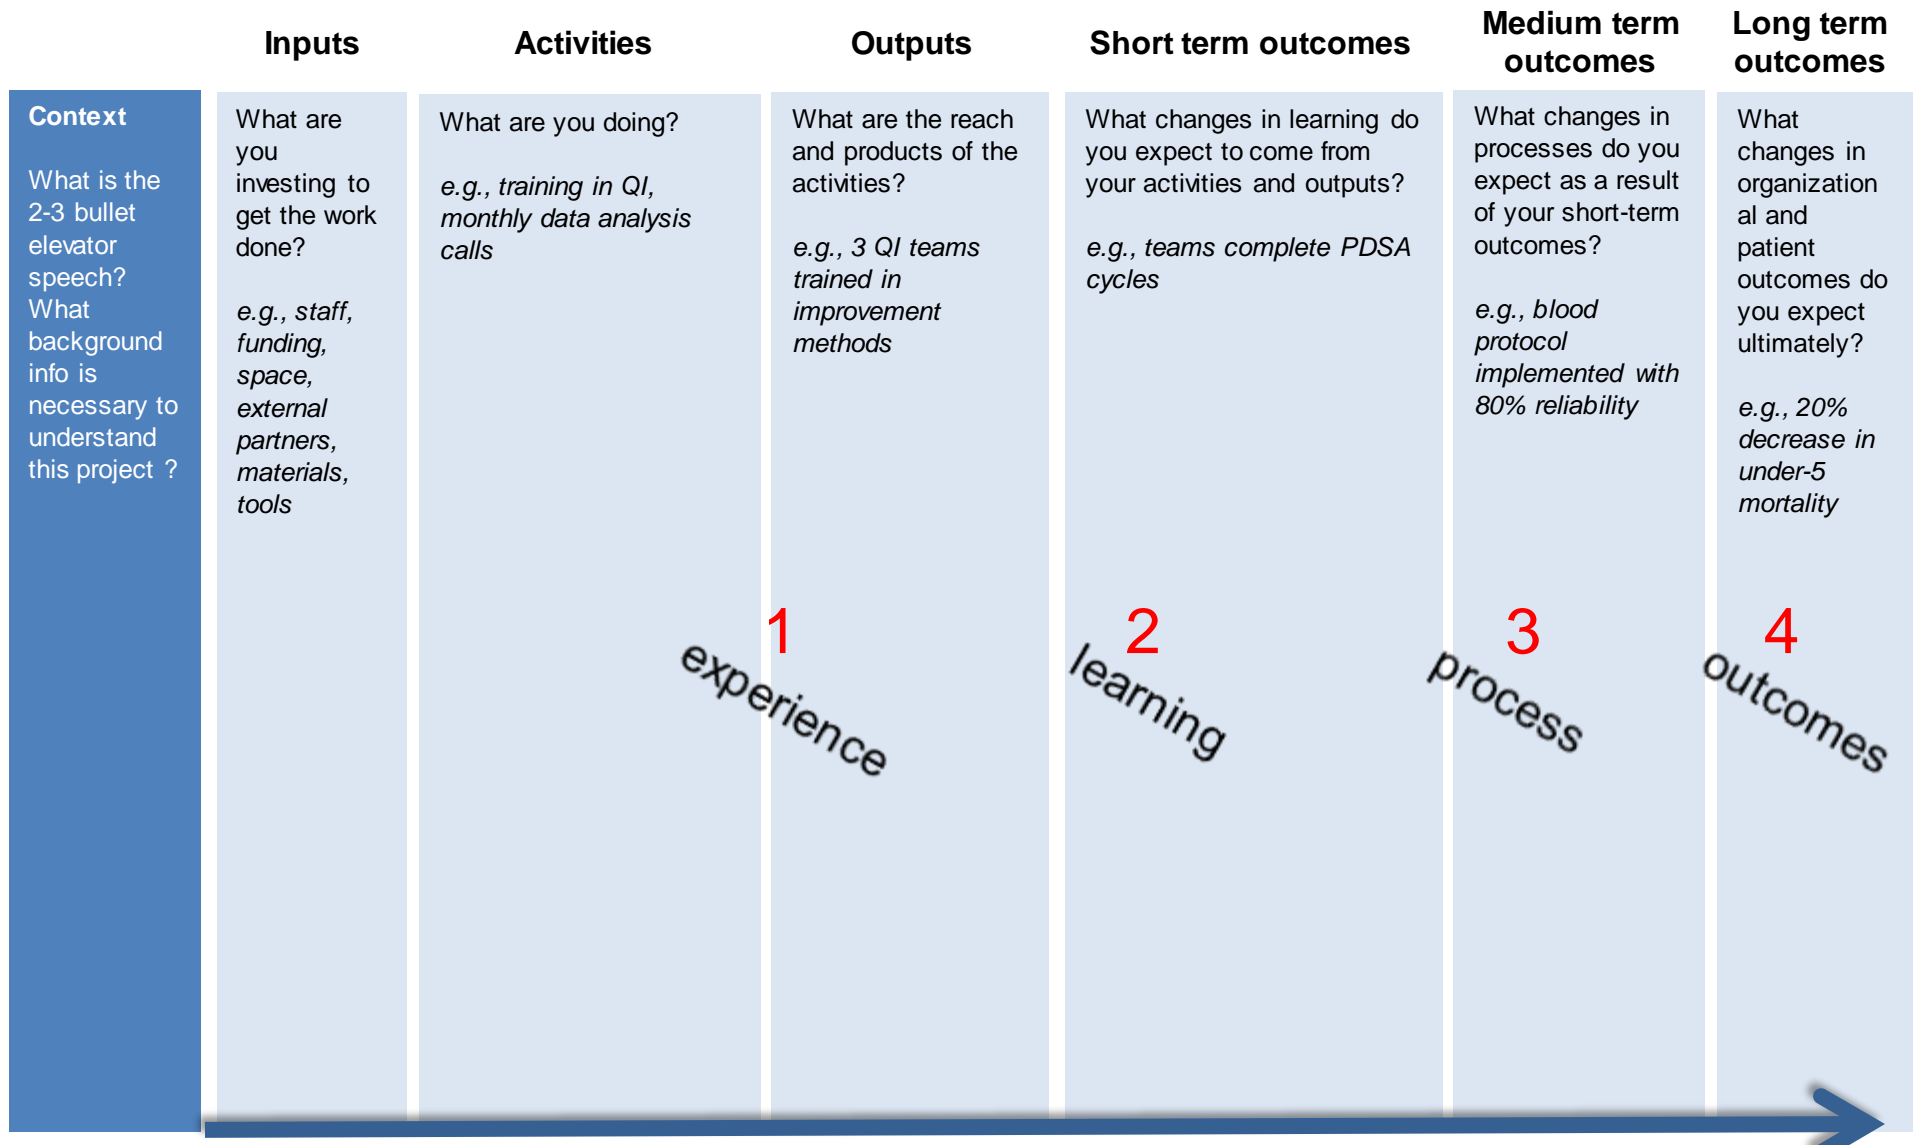 Inputs
Activities
Outputs
Short term outcomes
Medium term
outcomes
Long term
outcomes
Context
What is the
2-3 bullet
elevator
speech?
What
background
info is
necessary to
understand
this project ?
What are
you
investing to
get the work
done?
e.g., staff,
funding,
space,
external
partners,
materials,
tools
What are you doing?
e.g., training in QI,
monthly data analysis
calls
What are the reach
and products of the
activities?
e.g., 3 QI teams
trained in
improvement
methods
What changes in learning do
you expect to come from
your activities and outputs?
e.g., teams complete PDSA
cycles
What changes in
processes do you
expect as a result
of your short-term
outcomes?
e.g., blood
protocol
implemented with
80% reliability
What
changes in
organization
al and
patient
outcomes do
you expect
ultimately?
e.g., 20%
decrease in
under-5
mortality
1
experience
2
learning
3
process
4
outcomes